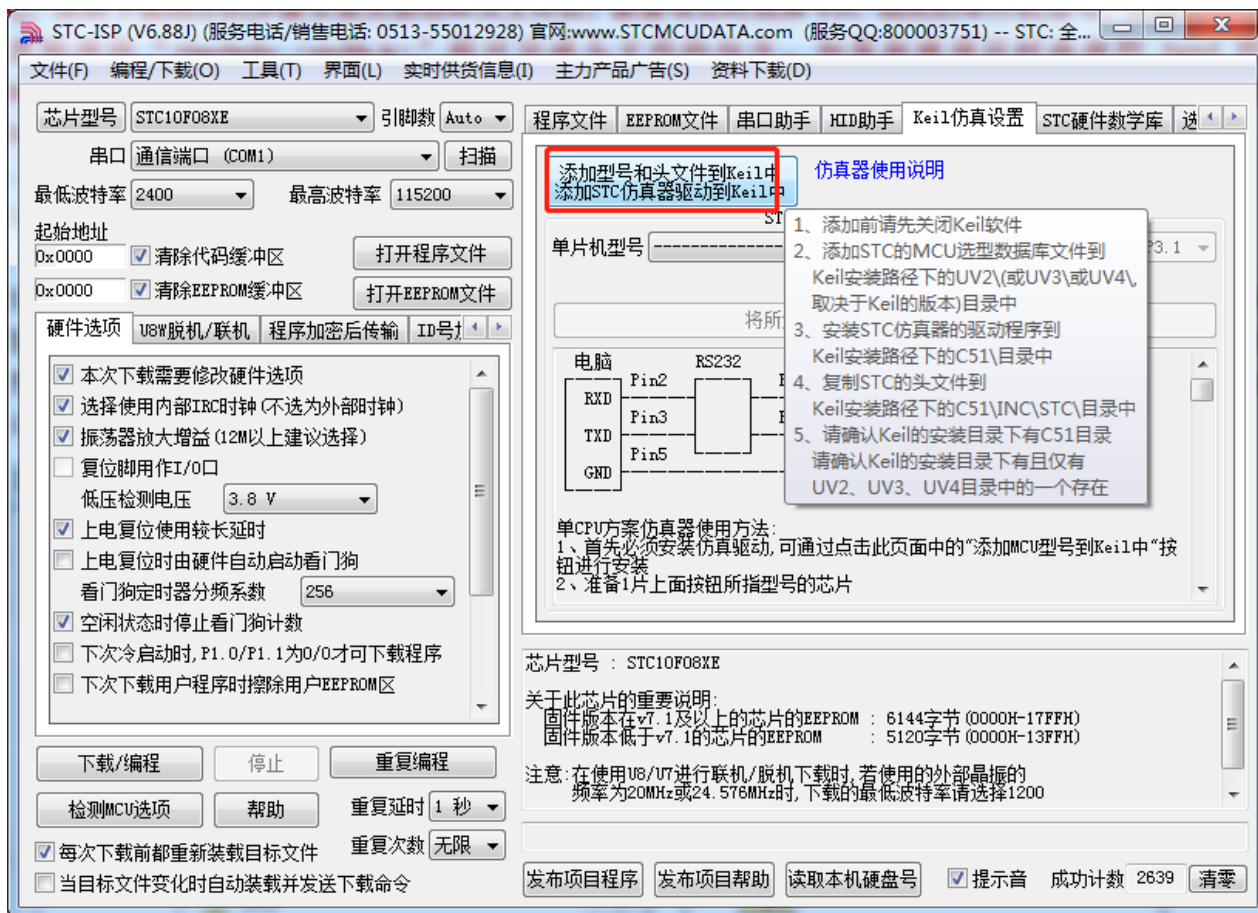 STC-ISP (V6.88J) (服务电话/销售电话: 0513-55012928) 官网:www.STCMCUDATA.com (服务QQ:800003751) -- STC: 全...
文件(F) 编程/下载(O) 工具(T) 界面(L) 实时供货信息(I) 主力产品广告(S) 资料下载(D)
芯片型号 STC10F08XE 引脚数 Auto
串口 通信端口 (COM1) 扫描
最低波特率 2400 最高波特率 115200
起始地址
0x0000 清除代码缓冲区 打开程序文件
0x0000 清除EEPROM缓冲区 打开EEPROM文件
硬件选项 U8W脱机/联机 程序加密后传输 ID号
本次下载需要修改硬件选项
选择使用内部IRC时钟(不选为外部时钟)
振荡器放大增益(12M以上建议选择)
复位脚用作I/O口
低压检测电压 3.8 V
上电复位使用较长延时
上电复位时由硬件自动启动看门狗
看门狗定时器分频系数 256
空闲状态时停止看门狗计数
下次冷启动时,P1.0/P1.1为0/0才可下载程序
下次下载用户程序时擦除用户EEPROM区
下载/编程 停止 重复编程
检测MCU选项 帮助 重复延时 1 秒
每次下载前都重新装载目标文件 重复次数 无限
当目标文件变化时自动装载并发送下载命令
程序文件 EEPROM文件 串口助手 HID助手 Keil仿真设置 STC硬件数学库
添加型号和头文件到Keil中
添加STC仿真器驱动到Keil中
仿真器使用说明
ST
单片机型号 ---------------- P3.1
将所
1、添加前请先关闭Keil软件
2、添加STC的MCU选型数据库文件到
Keil安装路径下的UV2\(或UV3\或UV4\,
取决于Keil的版本)目录中
3、安装STC仿真器的驱动程序到
Keil安装路径下的C51\目录中
4、复制STC的头文件到
Keil安装路径下的C51\INC\STC\目录中
5、请确认Keil的安装目录下有C51目录
请确认Keil的安装目录下有且仅有
UV2、UV3、UV4目录中的一个存在
电脑 RS232
Pin2
RXD
Pin3
TXD
Pin5
GND
单CPU方案仿真器使用方法:
1、首先必须安装仿真驱动,可通过点击此页面中的"添加MCU型号到Keil中"按
钮进行安装
2、准备1片上面按钮所指型号的芯片
芯片型号 : STC10F08XE
关于此芯片的重要说明:
固件版本在v7.1及以上的芯片的EEPROM : 6144字节(0000H-17FFH)
固件版本低于v7.1的芯片的EEPROM : 5120字节(0000H-13FFH)
注意:在使用U8/U7进行联机/脱机下载时,若使用的外部晶振的
频率为20MHz或24.576MHz时,下载的最低波特率请选择1200
发布项目程序 发布项目帮助 读取本机硬盘号 提示音 成功计数 2639 清零